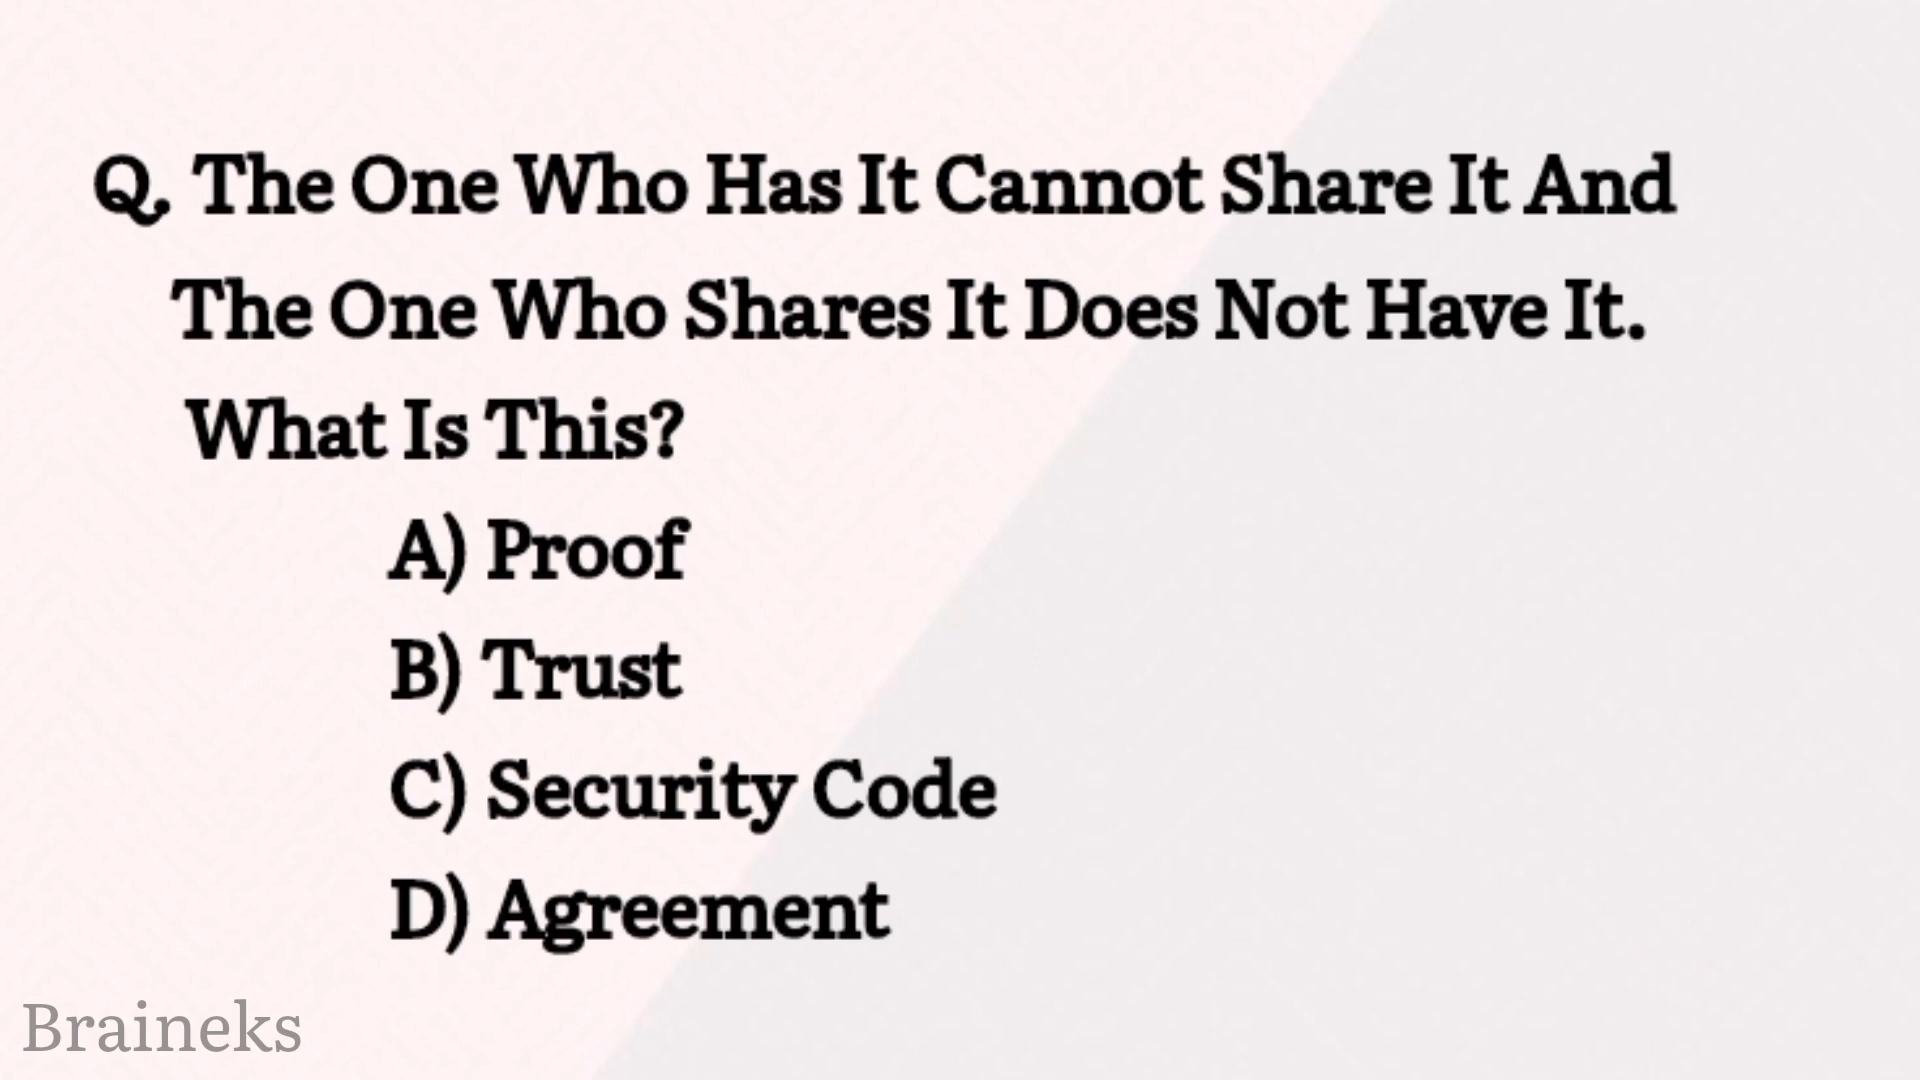 Q. The One Who Has It Cannot Share It And
The One Who Shares It Does Not Have It.
What Is This?
A) Proof
B) Trust
C) Security Code
D) Agreement
Braineks